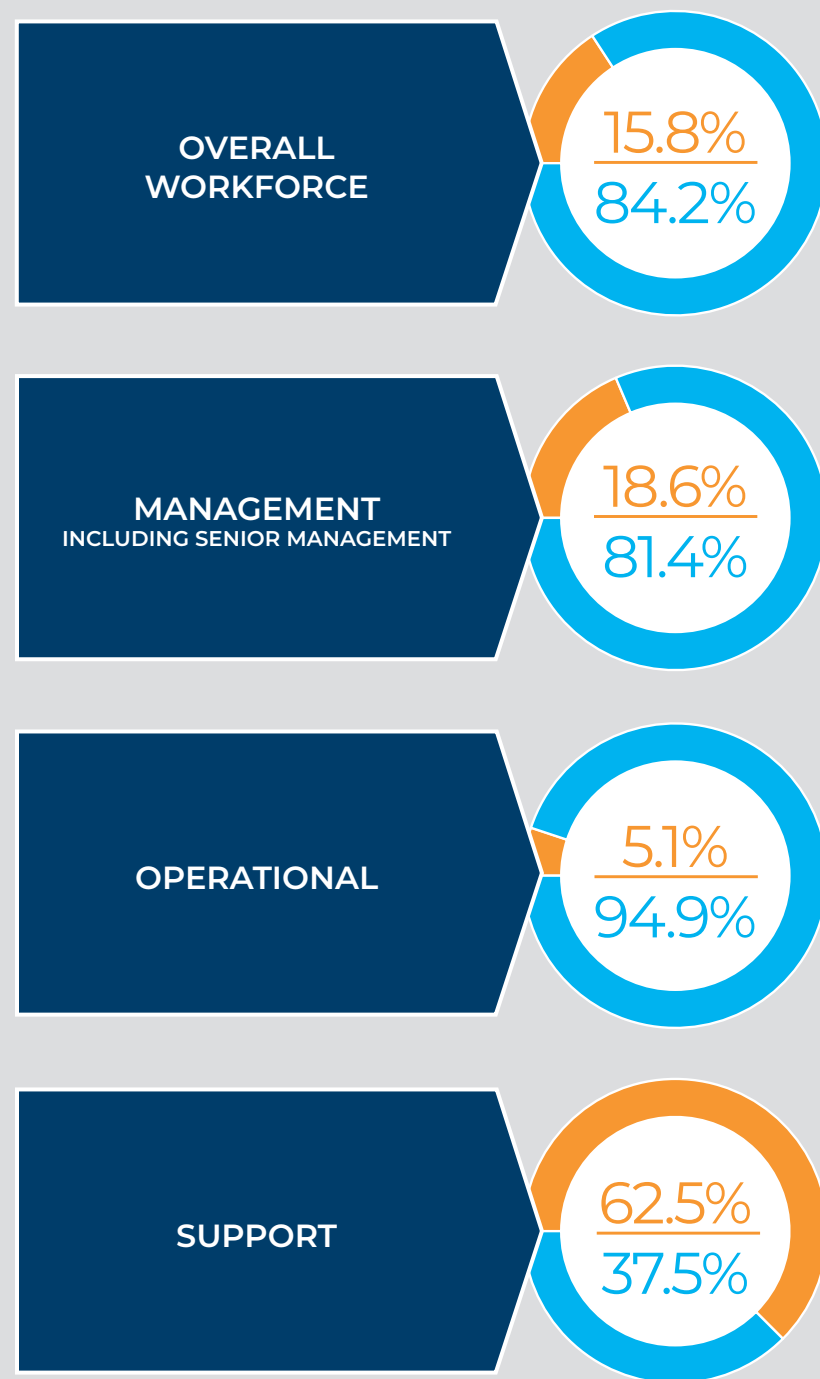 OVERALL
WORKFORCE
15.8%
84.2%
MANAGEMENT
INCLUDING SENIOR MANAGEMENT
18.6%
81.4%
OPERATIONAL
5.1%
94.9%
SUPPORT
62.5%
37.5%